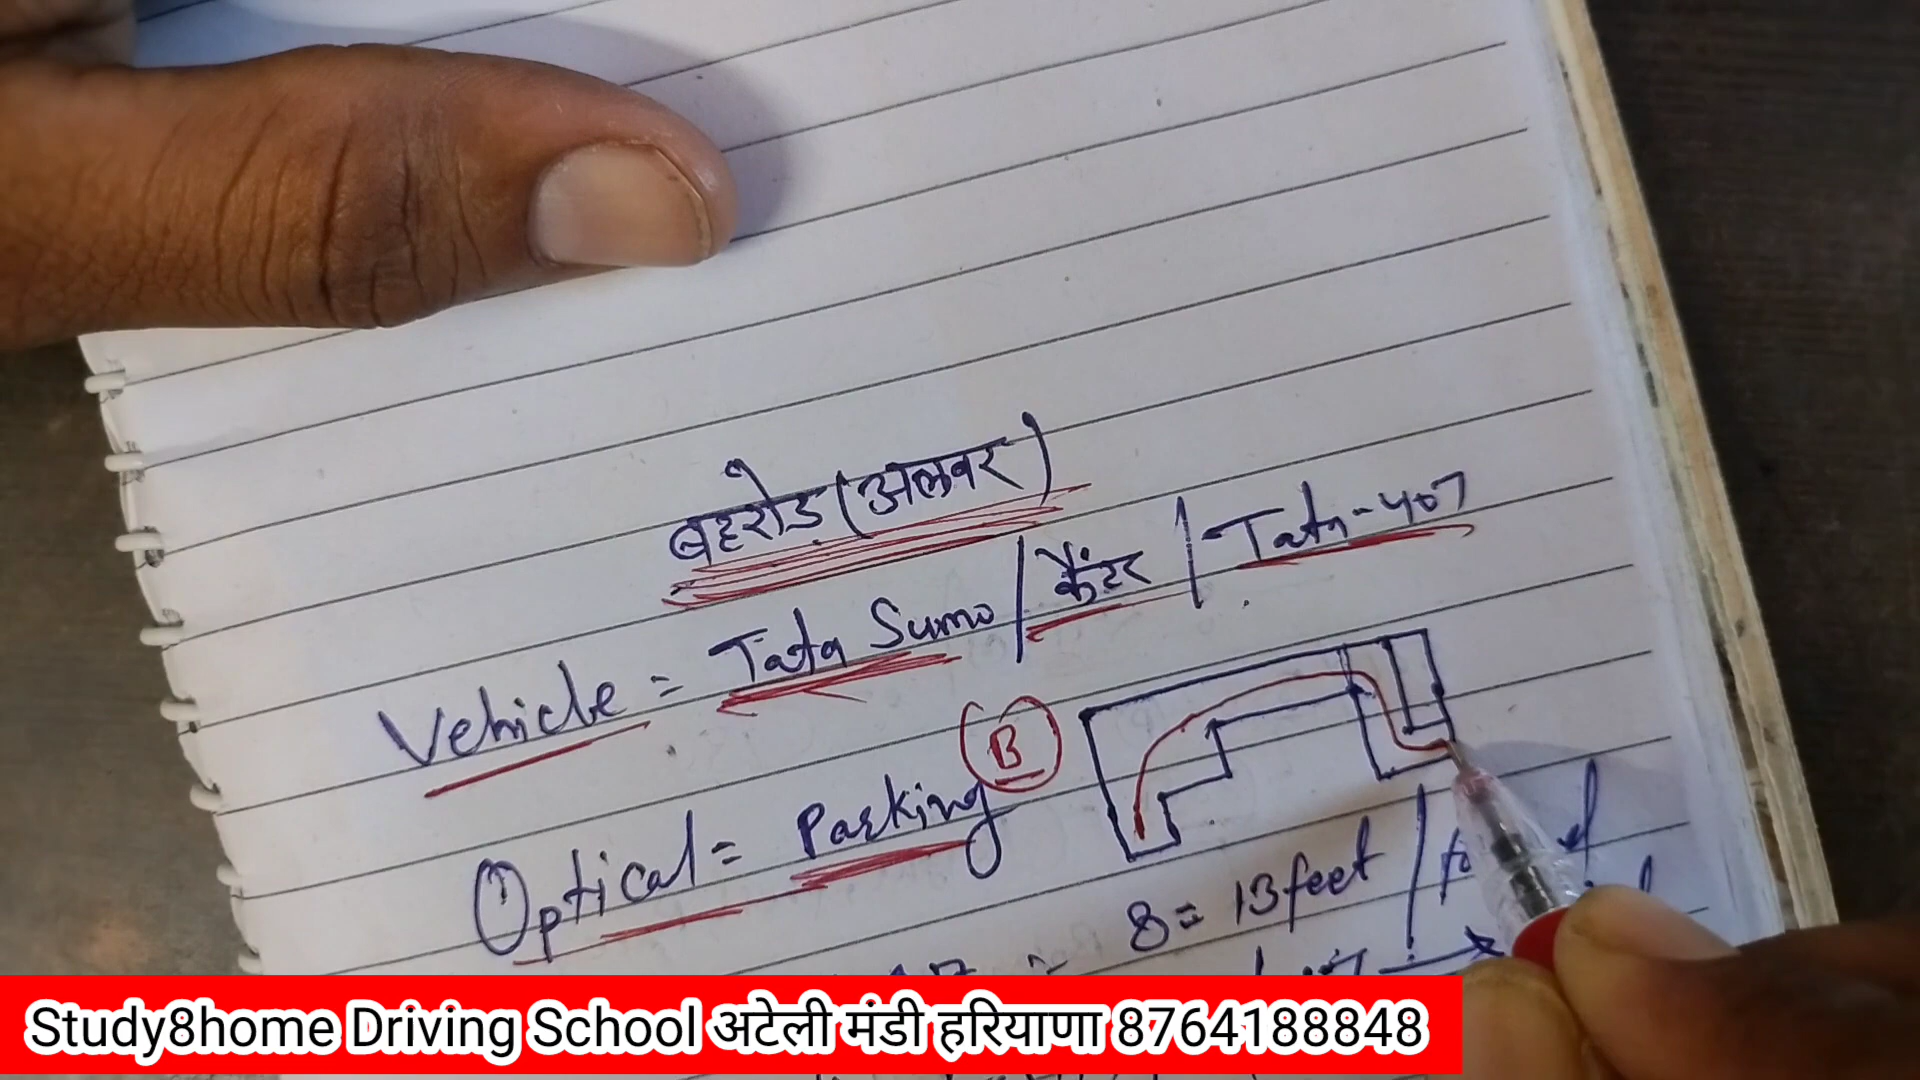 बहरोड़ (अलवर)
Vehicle = Tata Sumo / कैंटर / Tata-407
Optical = Parking B
8 = 13 feet /
Study8home Driving School अटेली मंडी हरियाणा 8764188848